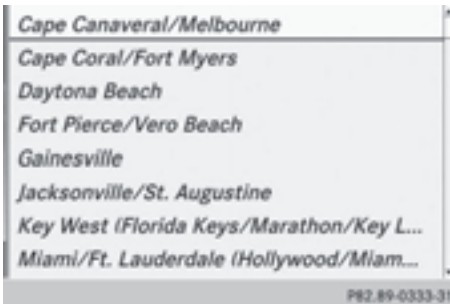 Cape Canaveral/Melbourne
Cape Coral/Fort Myers
Daytona Beach
Fort Pierce/Vero Beach
Gainesville
Jacksonville/St. Augustine
Key West (Florida Keys/Marathon/Key L...
Miami/Ft. Lauderdale (Hollywood/Miam...
P82.89-0333-31